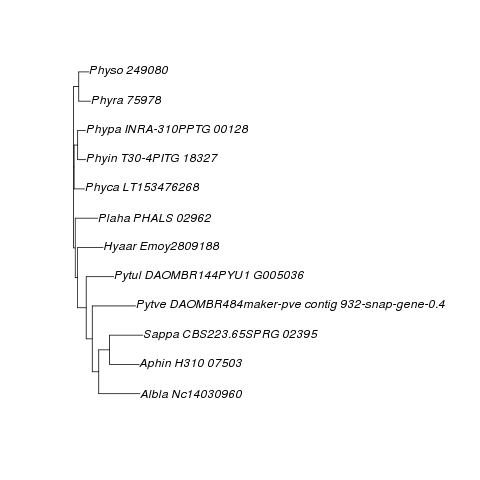 Physo 249080
Phyra 75978
Phypa INRA-310PPTG 00128
Phyin T30-4PITG 18327
Phyca LT153476268
Plaha PHALS 02962
Hyaar Emoy2809188
Pytul DAOMBR144PYU1 G005036
Pytve DAOMBR484maker-pve contig 932-snap-gene-0.4
Sappa CBS223.65SPRG 02395
Aphin H310 07503
Albla Nc14030960